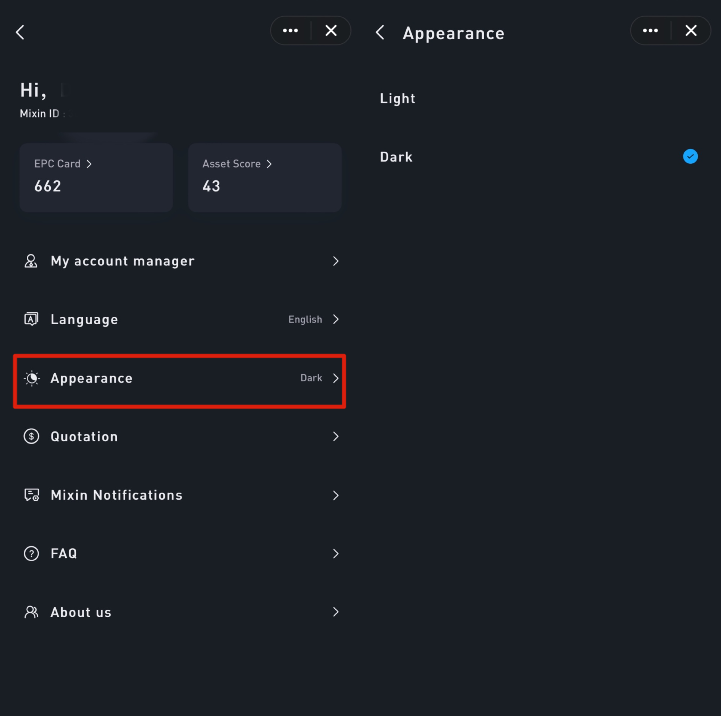 Hi,
Mixin ID :
EPC Card
662
Asset Score
43
My account manager
Language
English
Appearance
Dark
Quotation
Mixin Notifications
FAQ
About us
Appearance
Light
Dark